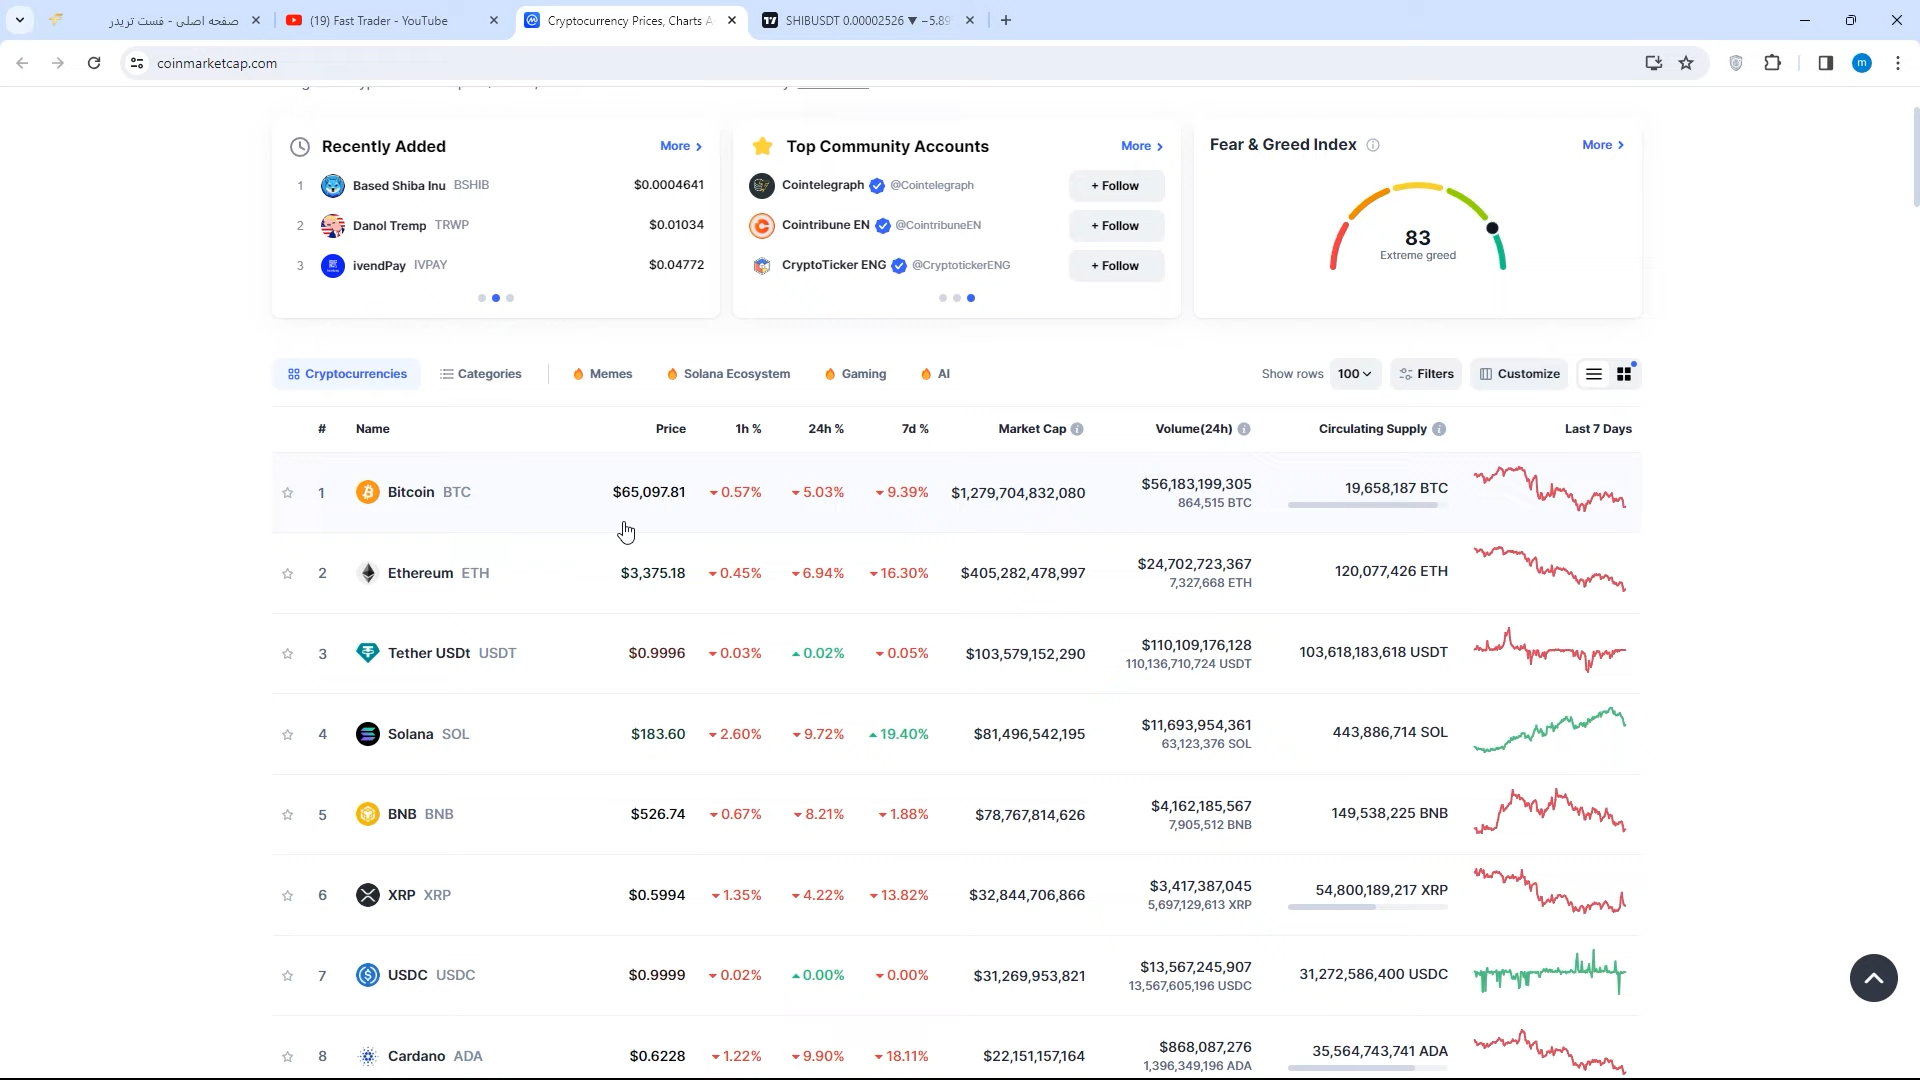 صفحه اصلی - فست تریدر
(19) Fast Trader - YouTube
Cryptocurrency Prices, Charts A
SHIBUSDT 0.00002526 ▼ −5.89
coinmarketcap.com
m
Recently Added
More >
1 Based Shiba Inu BSHIB $0.0004641
2 Danol Tremp TRWP $0.01034
3 ivendPay IVPAY $0.04772
Top Community Accounts
More >
Cointelegraph @Cointelegraph + Follow
Cointribune EN @CointribuneEN + Follow
CryptoTicker ENG @CryptotickerENG + Follow
Fear & Greed Index
More >
83
Extreme greed
Cryptocurrencies Categories Memes Solana Ecosystem Gaming AI Show rows 100 Filters Customize
# Name Price 1h % 24h % 7d % Market Cap Volume(24h) Circulating Supply Last 7 Days
1 Bitcoin BTC $65,097.81 0.57% 5.03% 9.39% $1,279,704,832,080 $56,183,199,305 19,658,187 BTC
864,515 BTC
2 Ethereum ETH $3,375.18 0.45% 6.94% 16.30% $405,282,478,997 $24,702,723,367 120,077,426 ETH
7,327,668 ETH
3 Tether USDt USDT $0.9996 0.03% 0.02% 0.05% $103,579,152,290 $110,109,176,128 103,618,183,618 USDT
110,136,710,724 USDT
4 Solana SOL $183.60 2.60% 9.72% 19.40% $81,496,542,195 $11,693,954,361 443,886,714 SOL
63,123,376 SOL
5 BNB BNB $526.74 0.67% 8.21% 1.88% $78,767,814,626 $4,162,185,567 149,538,225 BNB
7,905,512 BNB
6 XRP XRP $0.5994 1.35% 4.22% 13.82% $32,844,706,866 $3,417,387,045 54,800,189,217 XRP
5,697,129,613 XRP
7 USDC USDC $0.9999 0.02% 0.00% 0.00% $31,269,953,821 $13,567,245,907 31,272,586,400 USDC
13,567,605,196 USDC
8 Cardano ADA $0.6228 1.22% 9.90% 18.11% $22,151,157,164 $868,087,276 35,564,743,741 ADA
1,396,349,196 ADA